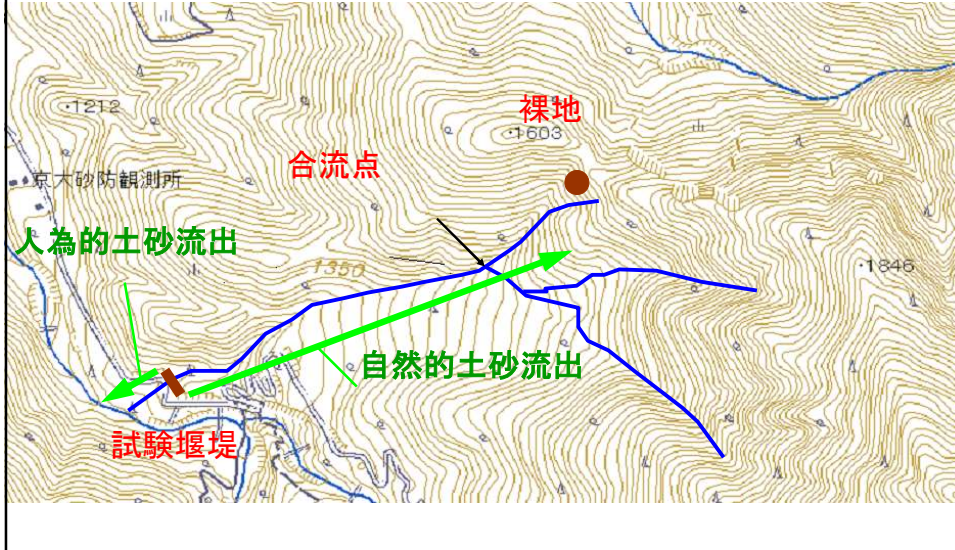 ・1212
裸地
・1603
合流点
京大砂防観測所
人為的土砂流出
1350
・1846
自然的土砂流出
試験堰堤